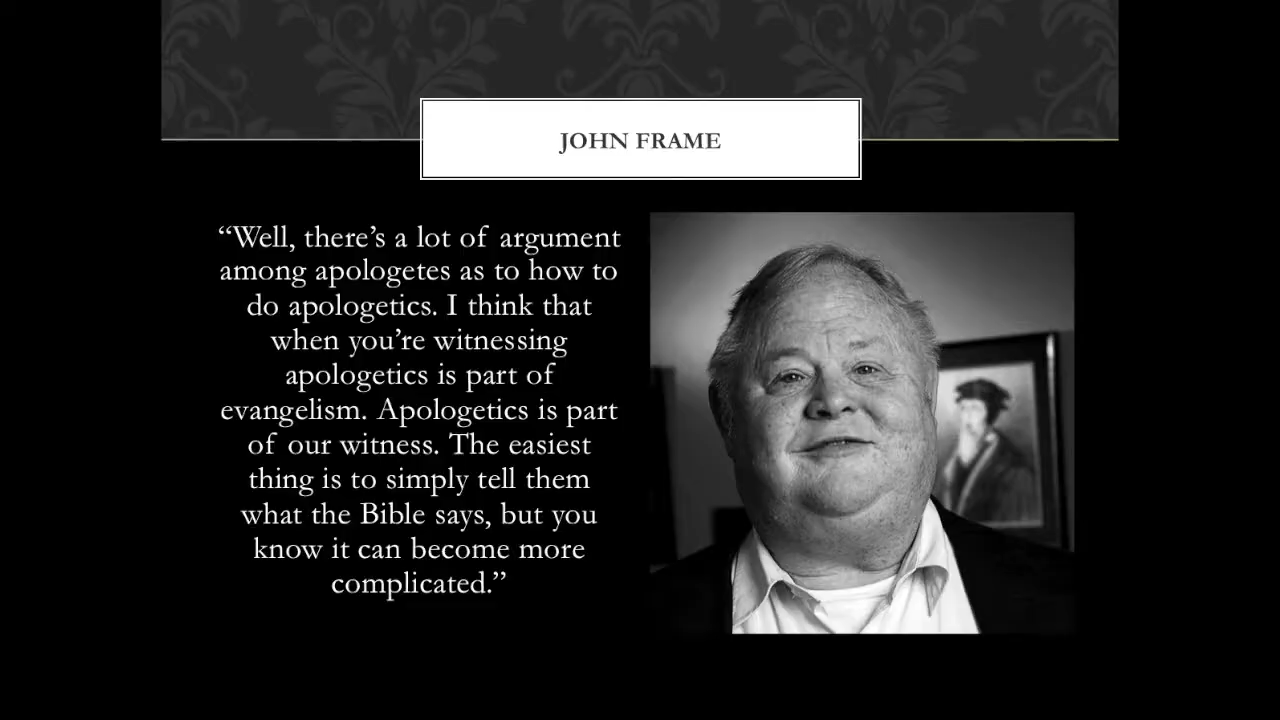 JOHN FRAME
“Well, there’s a lot of argument
among apologetes as to how to
do apologetics. I think that
when you’re witnessing
apologetics is part of
evangelism. Apologetics is part
of our witness. The easiest
thing is to simply tell them
what the Bible says, but you
know it can become more
complicated.”